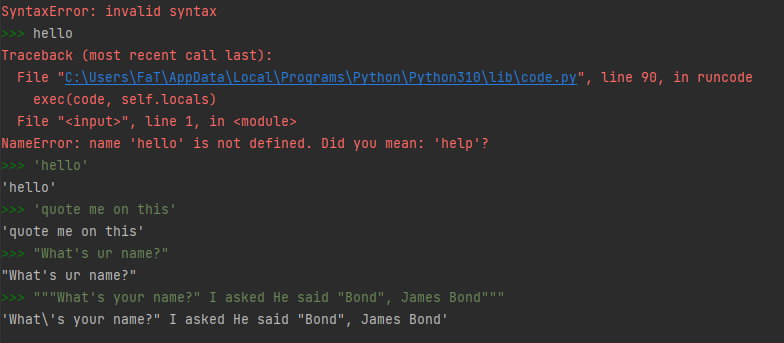 SyntaxError: invalid syntax
>>> hello
Traceback (most recent call last):
  File "C:\Users\FaT\AppData\Local\Programs\Python\Python310\lib\code.py", line 90, in runcode
    exec(code, self.locals)
  File "<input>", line 1, in <module>
NameError: name 'hello' is not defined. Did you mean: 'help'?
>>> 'hello'
'hello'
>>> 'quote me on this'
'quote me on this'
>>> "What's ur name?"
"What's ur name?"
>>> """What's your name?" I asked He said "Bond", James Bond"""
'What\'s your name?" I asked He said "Bond", James Bond'